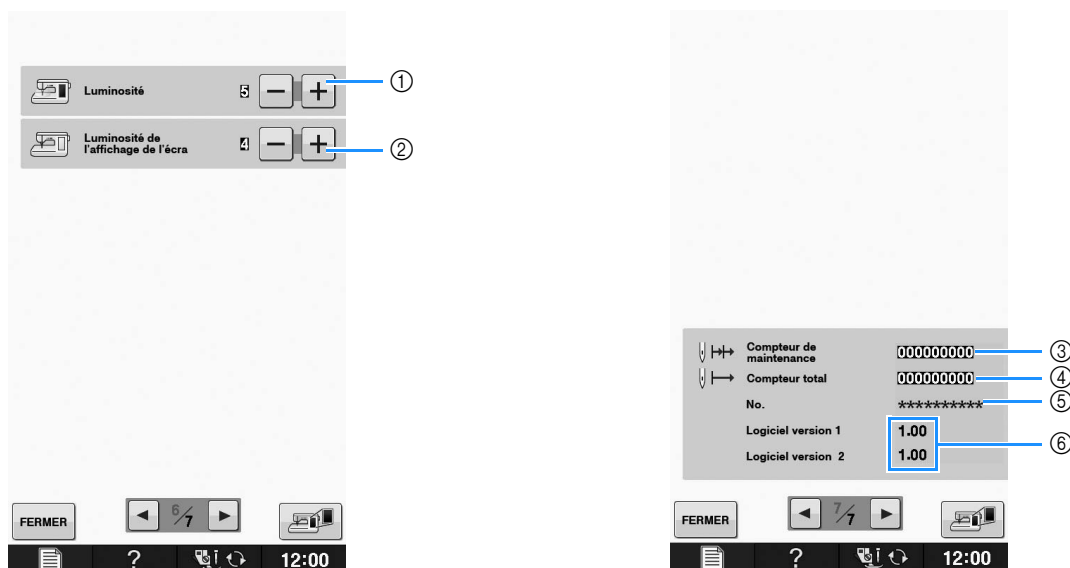 Luminosité 5 − + ①
Luminosité de
l'affichage de l'écra 4 − + ②
FERMER 6/7
? 12:00
Compteur de
maintenance 000000000 ③
Compteur total 000000000 ④
No. ********** ⑤
Logiciel version 1 1.00
Logiciel version 2 1.00 ⑥
FERMER 7/7
? 12:00